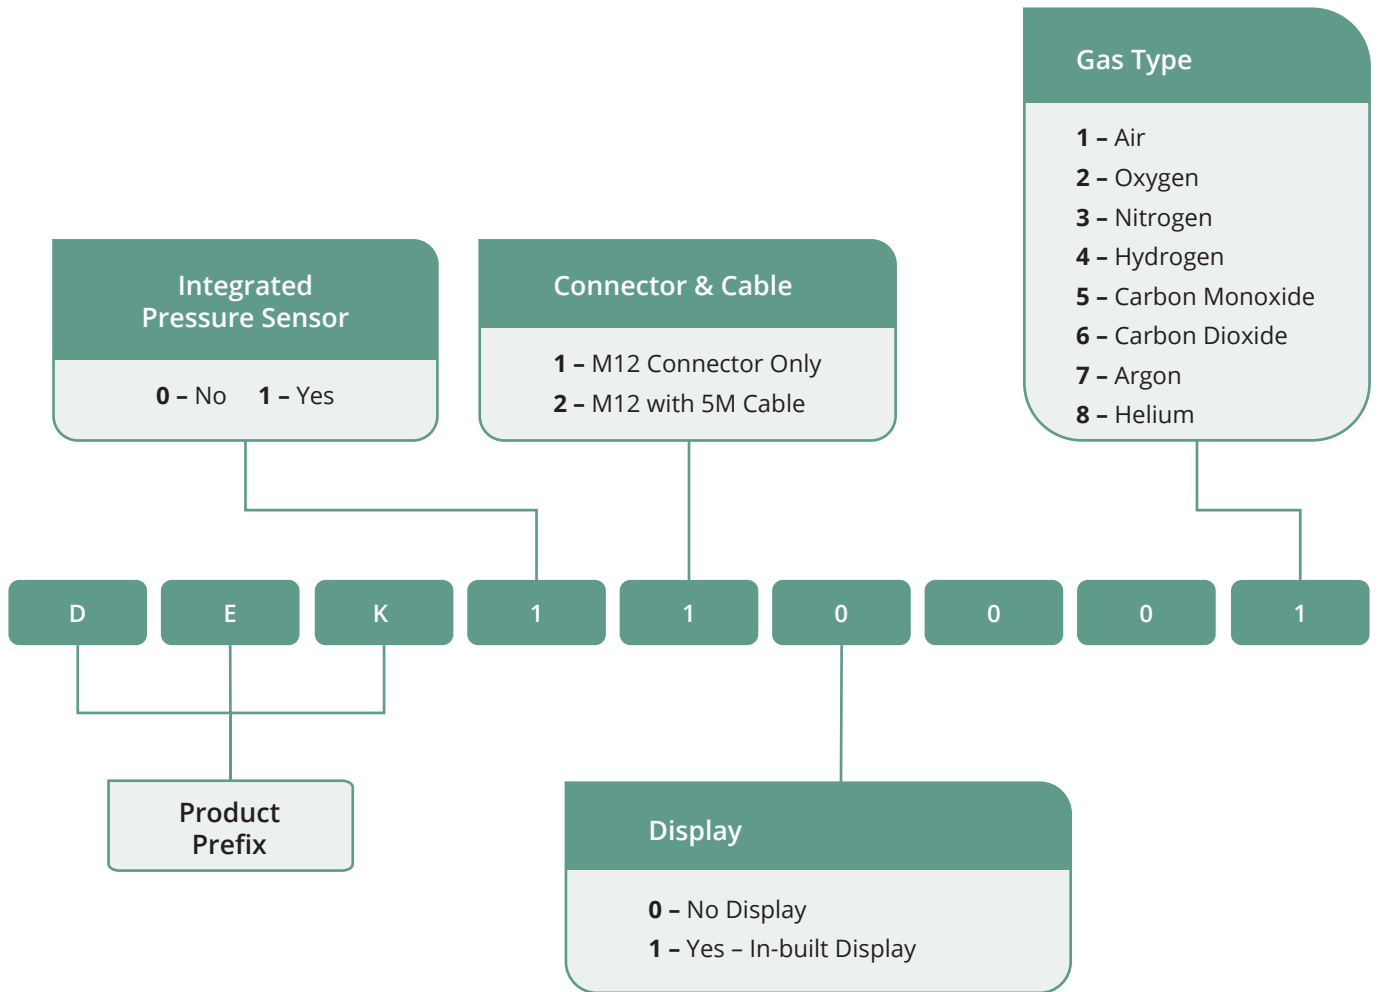 Gas Type
1 – Air
2 – Oxygen
3 – Nitrogen
4 – Hydrogen
5 – Carbon Monoxide
6 – Carbon Dioxide
7 – Argon
8 – Helium
Integrated
Pressure Sensor
0 – No 1 – Yes
Connector & Cable
1 – M12 Connector Only
2 – M12 with 5M Cable
D E K 1 1 0 0 0 1
Product
Prefix
Display
0 – No Display
1 – Yes – In-built Display